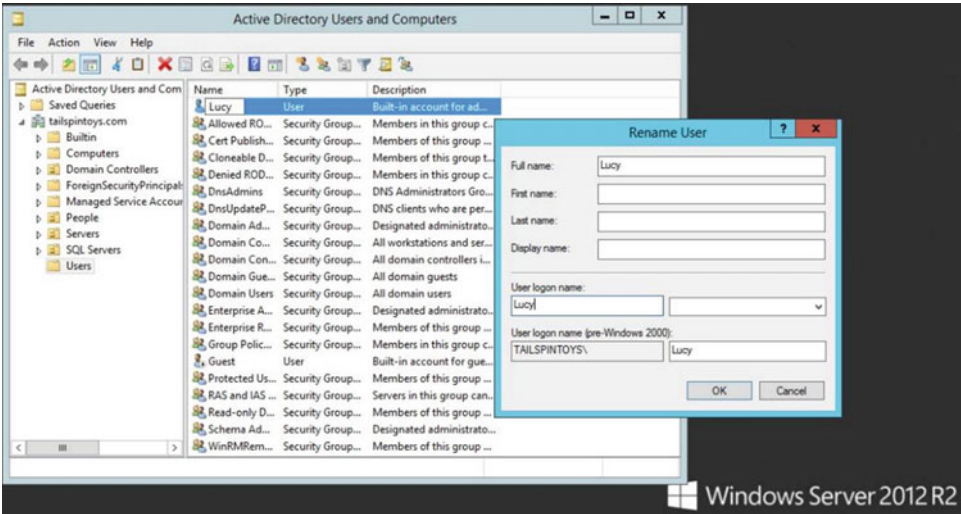 Active Directory Users and Computers
File Action View Help
Active Directory Users and Com
Saved Queries
tailspintoys.com
Builtin
Computers
Domain Controllers
ForeignSecurityPrincipals
Managed Service Accour
People
Servers
SQL Servers
Users
Name Type Description
Lucy User Built-in account for ad...
Allowed RO... Security Group... Members in this group c...
Cert Publish... Security Group... Members of this group ...
Cloneable D... Security Group... Members of this group t...
Denied ROD... Security Group... Members in this group c...
DnsAdmins Security Group... DNS Administrators Gro...
DnsUpdateP... Security Group... DNS clients who are per...
Domain Ad... Security Group... Designated administrato...
Domain Co... Security Group... All workstations and ser...
Domain Con... Security Group... All domain controllers i...
Domain Gue... Security Group... All domain guests
Domain Users Security Group... All domain users
Enterprise A... Security Group... Designated administrato...
Enterprise R... Security Group... Members of this group ...
Group Polic... Security Group... Members in this group c...
Guest User Built-in account for gue...
Protected Us... Security Group... Members of this group ...
RAS and IAS ... Security Group... Servers in this group can...
Read-only D... Security Group... Members of this group ...
Schema Ad... Security Group... Designated administrato...
WinRMRem... Security Group... Members of this group ...
Rename User
Full name: Lucy
First name:
Last name:
Display name:
User logon name:
Lucy
User logon name (pre-Windows 2000):
TAILSPINTOYS\ Lucy
OK Cancel
Windows Server 2012 R2